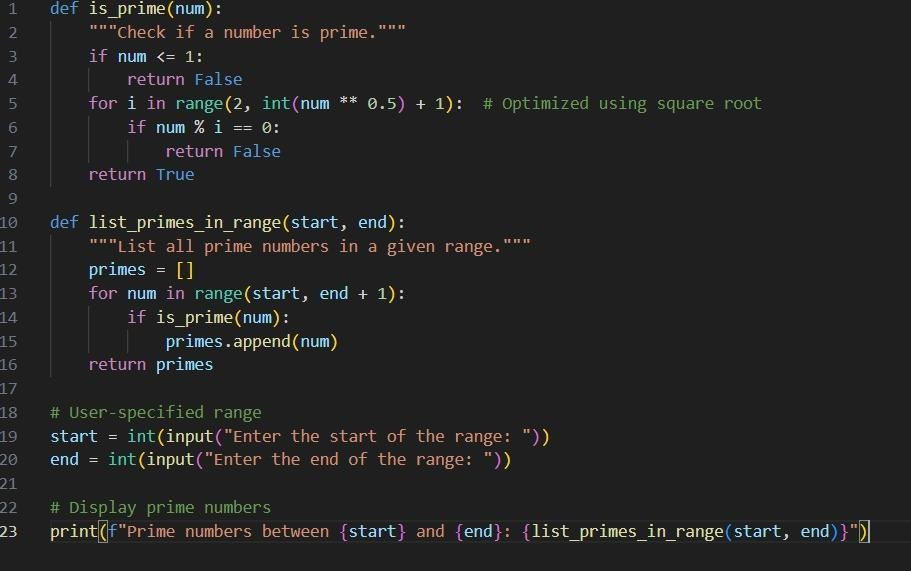 1 def is_prime(num):
2     """Check if a number is prime."""
3     if num <= 1:
4         return False
5     for i in range(2, int(num ** 0.5) + 1):  # Optimized using square root
6         if num % i == 0:
7             return False
8     return True
9
10 def list_primes_in_range(start, end):
11     """List all prime numbers in a given range."""
12     primes = []
13     for num in range(start, end + 1):
14         if is_prime(num):
15             primes.append(num)
16     return primes
17
18 # User-specified range
19 start = int(input("Enter the start of the range: "))
20 end = int(input("Enter the end of the range: "))
21
22 # Display prime numbers
23 print(f"Prime numbers between {start} and {end}: {list_primes_in_range(start, end)}")